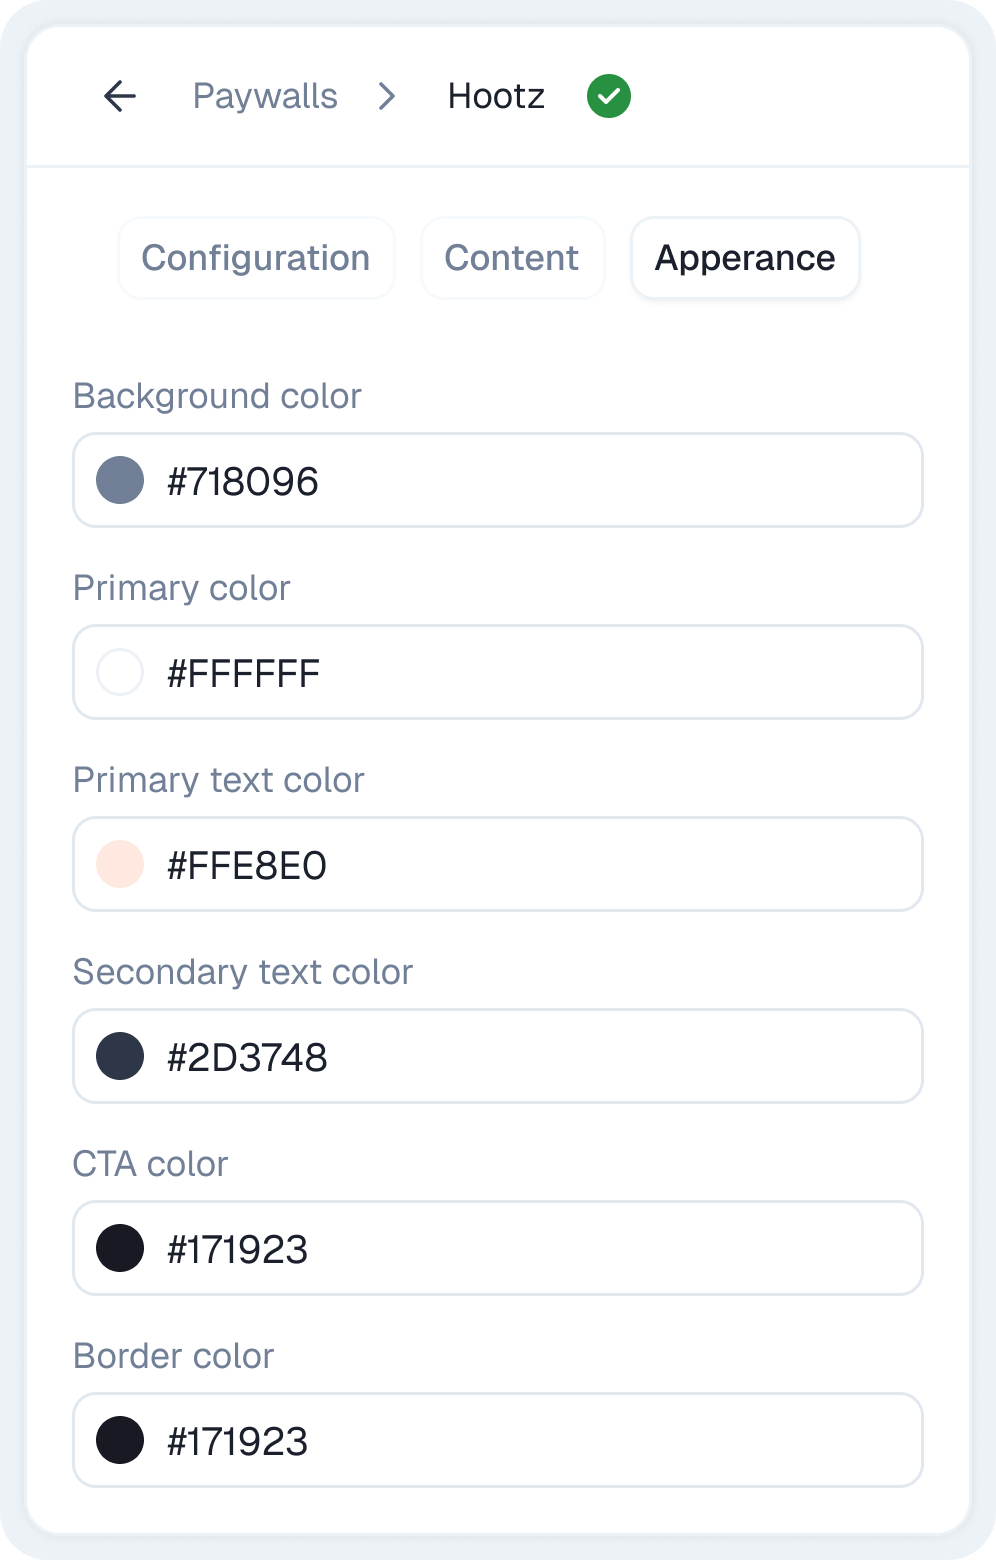 Paywalls > Hootz
Configuration Content Apperance
Background color
#718096
Primary color
#FFFFFF
Primary text color
#FFE8E0
Secondary text color
#2D3748
CTA color
#171923
Border color
#171923